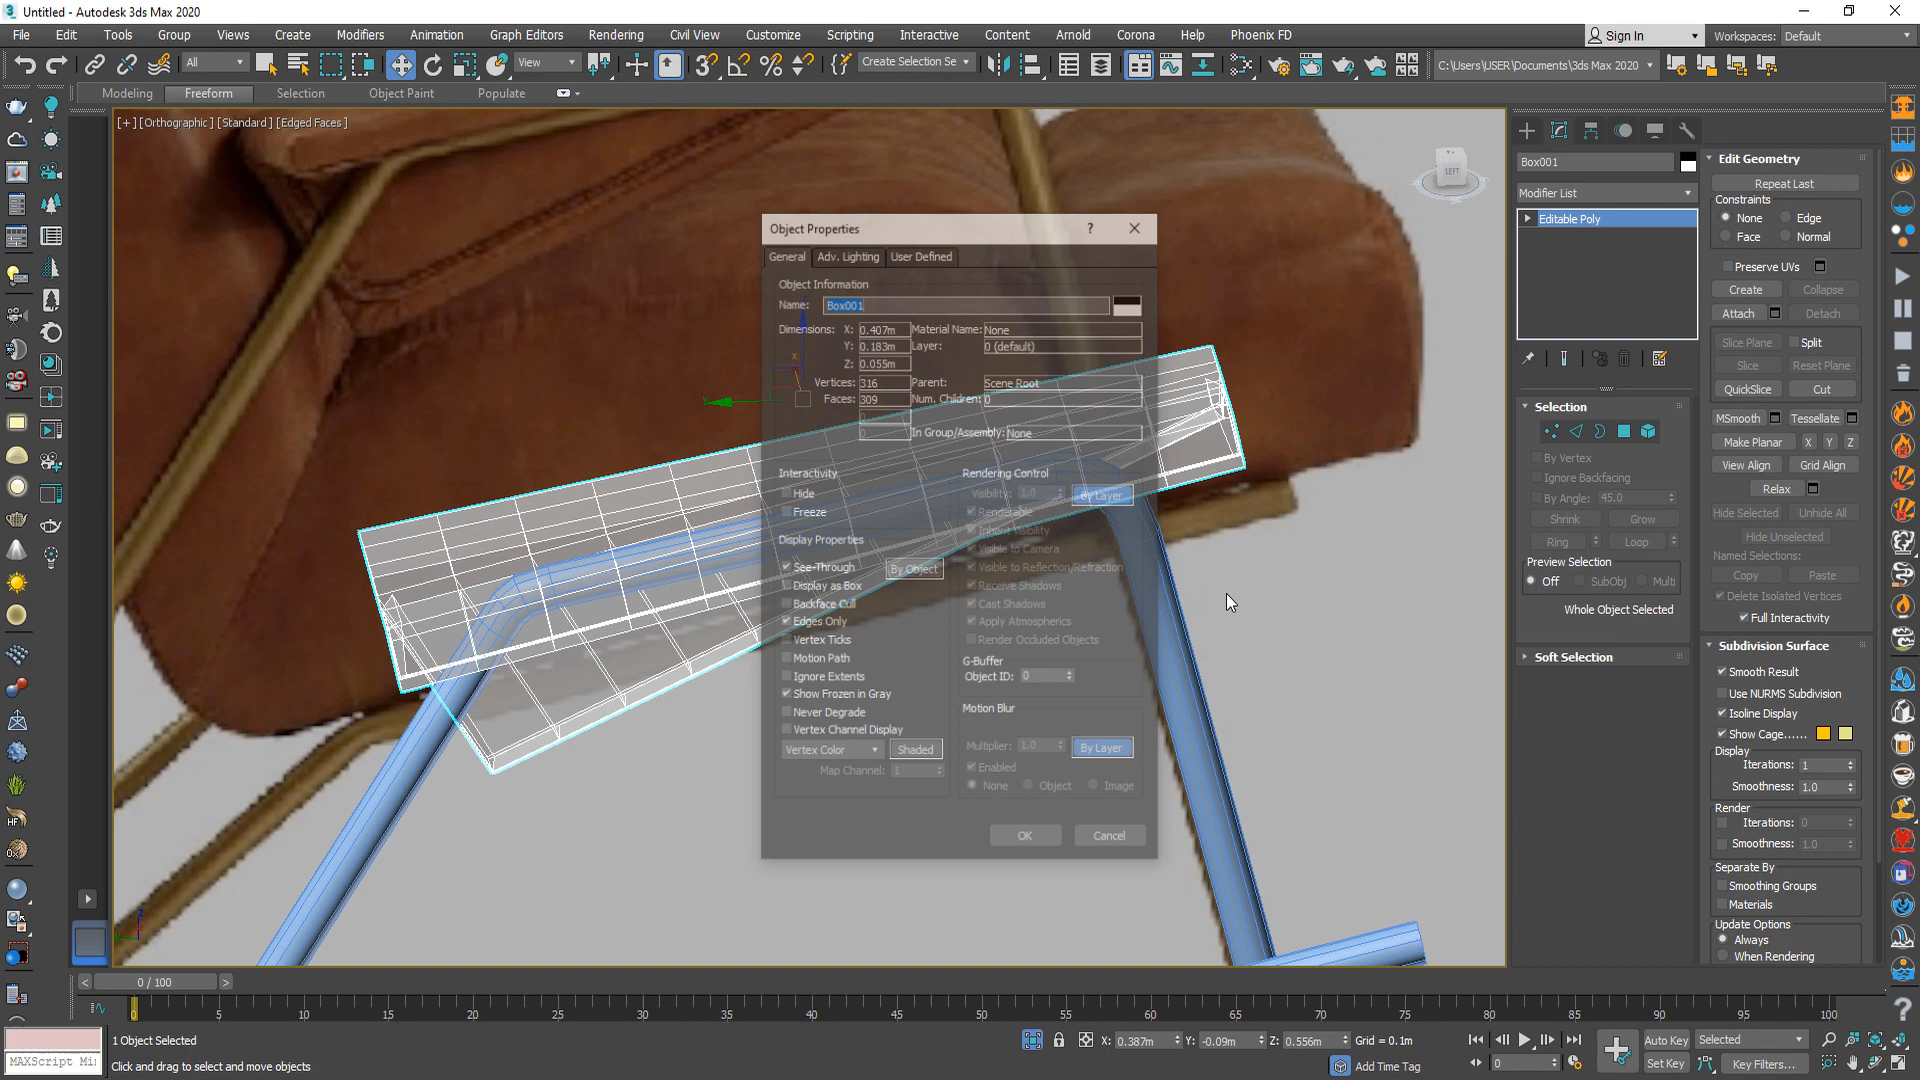 Untitled - Autodesk 3ds Max 2020
File Edit Tools Group Views Create Modifiers Animation Graph Editors Rendering Civil View Customize Scripting Interactive Content Arnold Corona Help Phoenix FD Sign In Workspaces: Default
All View Create Selection Se C:\Users\USER\Documents\3ds Max 2020
Modeling Freeform Selection Object Paint Populate
[+] [Orthographic] [Standard] [Edged Faces]
LEFT
Object Properties ?
General Adv. Lighting User Defined
Object Information
Name: Box001
Dimensions: X: 0.407m Material Name: None
Y: 0.183m Layer: 0 (default)
Z: 0.055m
Vertices: 316 Parent: Scene Root
Faces: 309 Num. Children: 0
In Group/Assembly: None
Interactivity
Hide
Freeze
Rendering Control
Visibility: 1.0 By Layer
Renderable
Inherit Visibility
Visible to Camera
Visible to Reflection/Refraction
Receive Shadows
Cast Shadows
Apply Atmospherics
Render Occluded Objects
Display Properties
See-Through By Object
Display as Box
Backface Cull
Edges Only
Vertex Ticks
Motion Path
Ignore Extents
Show Frozen in Gray
Never Degrade
Vertex Channel Display
Vertex Color Shaded
Map Channel: 1
G-Buffer
Object ID: 0
Motion Blur
Multiplier: 1.0 By Layer
Enabled
None Object Image
OK Cancel
Box001
Modifier List
Editable Poly
Selection
By Vertex
Ignore Backfacing
By Angle: 45.0
Shrink Grow
Ring Loop
Preview Selection
Off SubObj Multi
Whole Object Selected
Soft Selection
Edit Geometry
Repeat Last
Constraints
None Edge
Face Normal
Preserve UVs
Create Collapse
Attach Detach
Slice Plane Split
Slice Reset Plane
QuickSlice Cut
MSmooth Tessellate
Make Planar X Y Z
View Align Grid Align
Relax
Hide Selected Unhide All
Hide Unselected
Named Selections:
Copy Paste
Delete Isolated Vertices
Full Interactivity
Subdivision Surface
Smooth Result
Use NURMS Subdivision
Isoline Display
Show Cage......
Display
Iterations: 1
Smoothness: 1.0
Render
Iterations: 0
Smoothness: 1.0
Separate By
Smoothing Groups
Materials
Update Options
Always
When Rendering
< 0 / 100 >
0 5 10 15 20 25 30 35 40 45 50 55 60 65 70 75 80 85 90 95 100
1 Object Selected X: 0.387m Y: -0.09m Z: 0.556m Grid = 0.1m Auto Key Selected
MAXScript Mi Click and drag to select and move objects Add Time Tag 0 Set Key Key Filters...